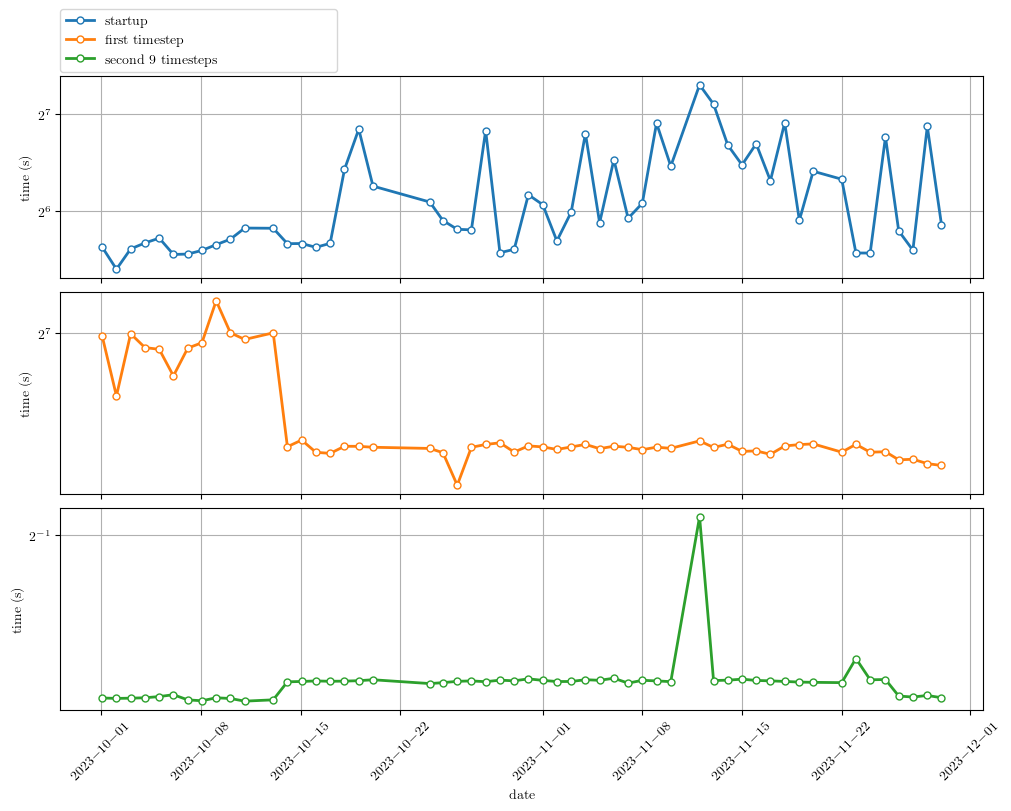 startup
first timestep
second 9 timesteps
2^7
2^6
time (s)
2^7
time (s)
2^-1
time (s)
2023−10−01
2023−10−08
2023−10−15
2023−10−22
2023−11−01
2023−11−08
2023−11−15
2023−11−22
2023−12−01
date